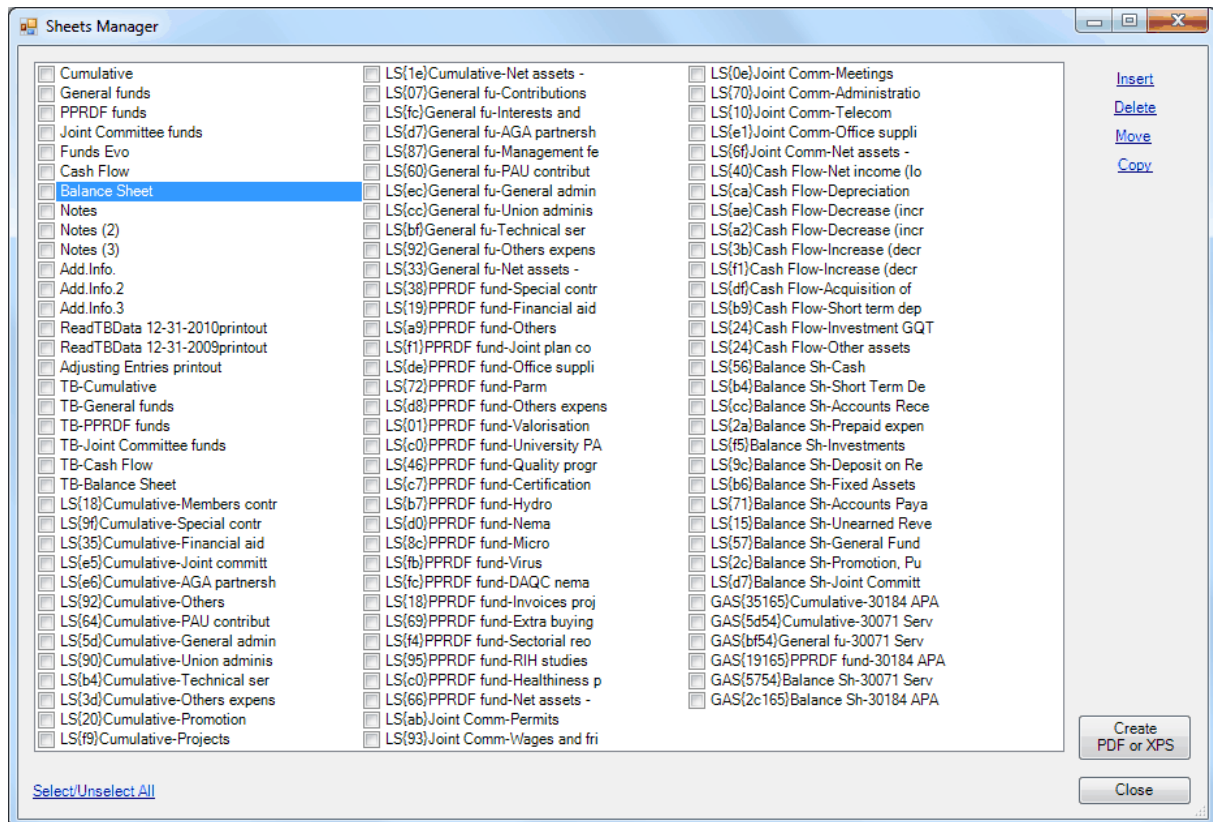 Sheets Manager
Cumulative
General funds
PPRDF funds
Joint Committee funds
Funds Evo
Cash Flow
Balance Sheet
Notes
Notes (2)
Notes (3)
Add.Info.
Add.Info.2
Add.Info.3
ReadTBData 12-31-2010printout
ReadTBData 12-31-2009printout
Adjusting Entries printout
TB-Cumulative
TB-General funds
TB-PPRDF funds
TB-Joint Committee funds
TB-Cash Flow
TB-Balance Sheet
LS{18}Cumulative-Members contr
LS{9f}Cumulative-Special contr
LS{35}Cumulative-Financial aid
LS{e5}Cumulative-Joint committ
LS{e6}Cumulative-AGA partnersh
LS{92}Cumulative-Others
LS{64}Cumulative-PAU contribut
LS{5d}Cumulative-General admin
LS{90}Cumulative-Union adminis
LS{b4}Cumulative-Technical ser
LS{3d}Cumulative-Others expens
LS{20}Cumulative-Promotion
LS{f9}Cumulative-Projects
LS{1e}Cumulative-Net assets -
LS{07}General fu-Contributions
LS{fc}General fu-Interests and
LS{d7}General fu-AGA partnersh
LS{87}General fu-Management fe
LS{60}General fu-PAU contribut
LS{ec}General fu-General admin
LS{cc}General fu-Union adminis
LS{bf}General fu-Technical ser
LS{92}General fu-Others expens
LS{33}General fu-Net assets -
LS{38}PPRDF fund-Special contr
LS{19}PPRDF fund-Financial aid
LS{a9}PPRDF fund-Others
LS{f1}PPRDF fund-Joint plan co
LS{de}PPRDF fund-Office suppli
LS{72}PPRDF fund-Parm
LS{d8}PPRDF fund-Others expens
LS{01}PPRDF fund-Valorisation
LS{c0}PPRDF fund-University PA
LS{46}PPRDF fund-Quality progr
LS{c7}PPRDF fund-Certification
LS{b7}PPRDF fund-Hydro
LS{d0}PPRDF fund-Nema
LS{8c}PPRDF fund-Micro
LS{fb}PPRDF fund-Virus
LS{fc}PPRDF fund-DAQC nema
LS{18}PPRDF fund-Invoices proj
LS{69}PPRDF fund-Extra buying
LS{f4}PPRDF fund-Sectorial reo
LS{95}PPRDF fund-RIH studies
LS{c0}PPRDF fund-Healthiness p
LS{66}PPRDF fund-Net assets -
LS{ab}Joint Comm-Permits
LS{93}Joint Comm-Wages and fri
LS{0e}Joint Comm-Meetings
LS{70}Joint Comm-Administratio
LS{10}Joint Comm-Telecom
LS{e1}Joint Comm-Office suppli
LS{6f}Joint Comm-Net assets -
LS{40}Cash Flow-Net income (lo
LS{ca}Cash Flow-Depreciation
LS{ae}Cash Flow-Decrease (incr
LS{a2}Cash Flow-Decrease (incr
LS{3b}Cash Flow-Increase (decr
LS{f1}Cash Flow-Increase (decr
LS{df}Cash Flow-Acquisition of
LS{b9}Cash Flow-Short term dep
LS{24}Cash Flow-Investment GQT
LS{24}Cash Flow-Other assets
LS{56}Balance Sh-Cash
LS{b4}Balance Sh-Short Term De
LS{cc}Balance Sh-Accounts Rece
LS{2a}Balance Sh-Prepaid expen
LS{f5}Balance Sh-Investments
LS{9c}Balance Sh-Deposit on Re
LS{b6}Balance Sh-Fixed Assets
LS{71}Balance Sh-Accounts Paya
LS{15}Balance Sh-Unearned Reve
LS{57}Balance Sh-General Fund
LS{2c}Balance Sh-Promotion, Pu
LS{d7}Balance Sh-Joint Committ
GAS{35165}Cumulative-30184 APA
GAS{5d54}Cumulative-30071 Serv
GAS{bf54}General fu-30071 Serv
GAS{19165}PPRDF fund-30184 APA
GAS{5754}Balance Sh-30071 Serv
GAS{2c165}Balance Sh-30184 APA
Insert
Delete
Move
Copy
Create
PDF or XPS
Select/Unselect All
Close